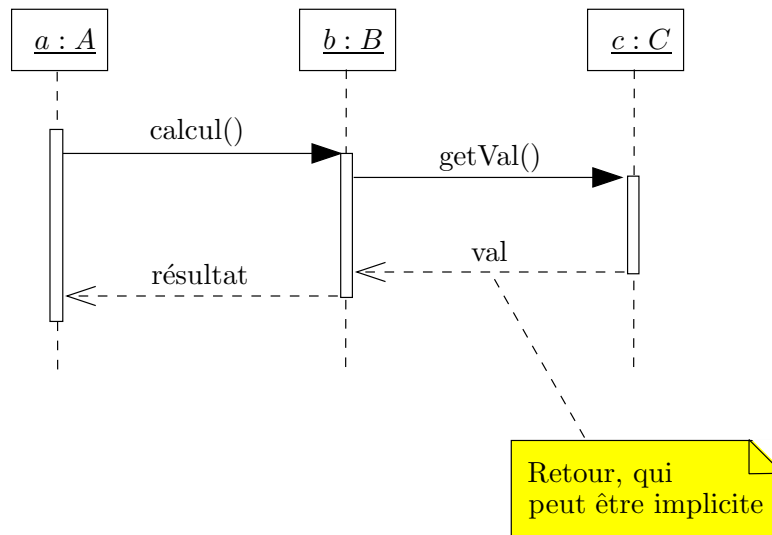 a : A
b : B
c : C
calcul()
getVal()
val
résultat
Retour, qui
peut être implicite